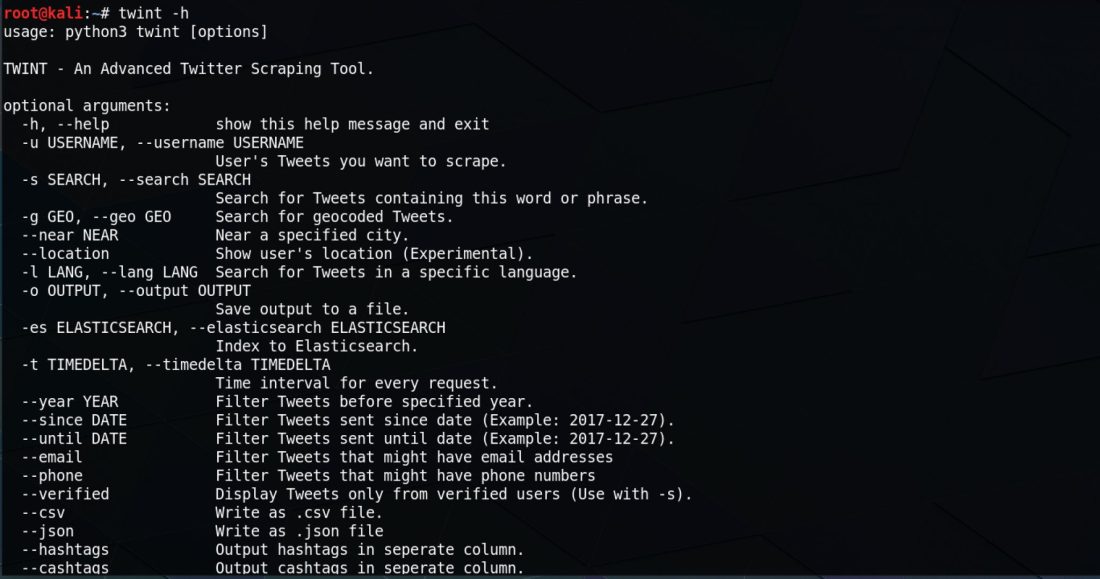 root@kali:~# twint -h
usage: python3 twint [options]
TWINT - An Advanced Twitter Scraping Tool.
optional arguments:
-h, --help show this help message and exit
-u USERNAME, --username USERNAME
User's Tweets you want to scrape.
-s SEARCH, --search SEARCH
Search for Tweets containing this word or phrase.
-g GEO, --geo GEO Search for geocoded Tweets.
--near NEAR Near a specified city.
--location Show user's location (Experimental).
-l LANG, --lang LANG Search for Tweets in a specific language.
-o OUTPUT, --output OUTPUT
Save output to a file.
-es ELASTICSEARCH, --elasticsearch ELASTICSEARCH
Index to Elasticsearch.
-t TIMEDELTA, --timedelta TIMEDELTA
Time interval for every request.
--year YEAR Filter Tweets before specified year.
--since DATE Filter Tweets sent since date (Example: 2017-12-27).
--until DATE Filter Tweets sent until date (Example: 2017-12-27).
--email Filter Tweets that might have email addresses
--phone Filter Tweets that might have phone numbers
--verified Display Tweets only from verified users (Use with -s).
--csv Write as .csv file.
--json Write as .json file
--hashtags Output hashtags in seperate column.
--cashtags Output cashtags in seperate column.